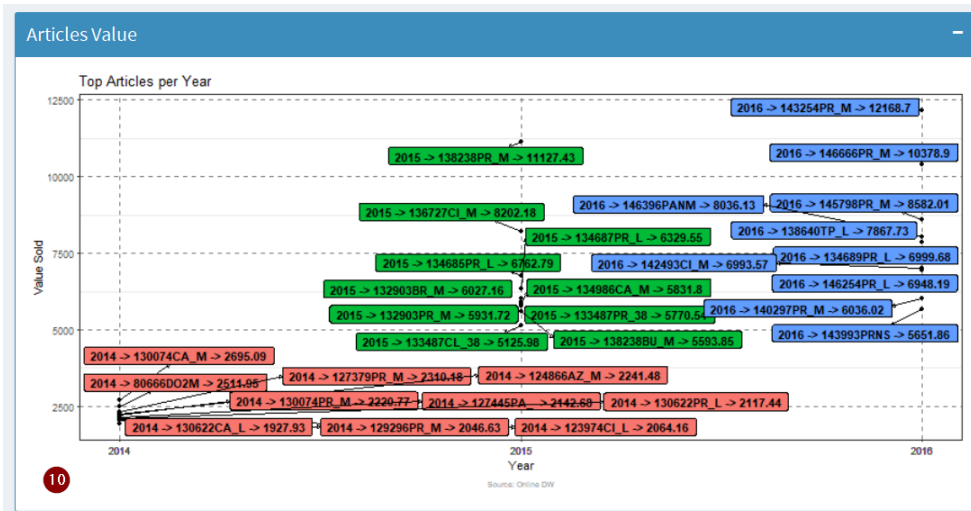 Articles Value
Top Articles per Year
Value Sold
12500
10000
7500
5000
2500
2016 -> 143254PR_M -> 12168.7
2015 -> 138238PR_M -> 11127.43
2016 -> 146666PR_M -> 10378.9
2015 -> 136727CI_M -> 8202.18
2016 -> 146396PANM -> 8036.13
2016 -> 145798PR_M -> 8582.01
2015 -> 134687PR_L -> 6329.55
2016 -> 138640TP_L -> 7867.73
2015 -> 134685PR_L -> 6762.79
2016 -> 142493CI_M -> 6993.57
2016 -> 134689PR_L -> 6999.68
2015 -> 132903BR_M -> 6027.16
2015 -> 134986CA_M -> 5831.8
2016 -> 146254PR_L -> 6948.19
2015 -> 132903PR_M -> 5931.72
2015 -> 133487PR_38 -> 5770.54
2016 -> 140297PR_M -> 6036.02
2015 -> 133487CL_38 -> 5125.98
2015 -> 138238BU_M -> 5593.85
2016 -> 143993PRNS -> 5651.86
2014 -> 130074CA_M -> 2695.09
2014 -> 80666DO2M -> 2511.95
2014 -> 127379PR_M -> 2310.18
2014 -> 124866AZ_M -> 2241.48
2014 -> 130074PR_M -> 2220.77
2014 -> 127445PA_ -> 2142.68
2014 -> 130622PR_L -> 2117.44
2014 -> 130622CA_L -> 1927.93
2014 -> 129296PR_M -> 2046.63
2014 -> 123974CI_L -> 2064.16
2014
2015
2016
Year
Source: Online DW
10